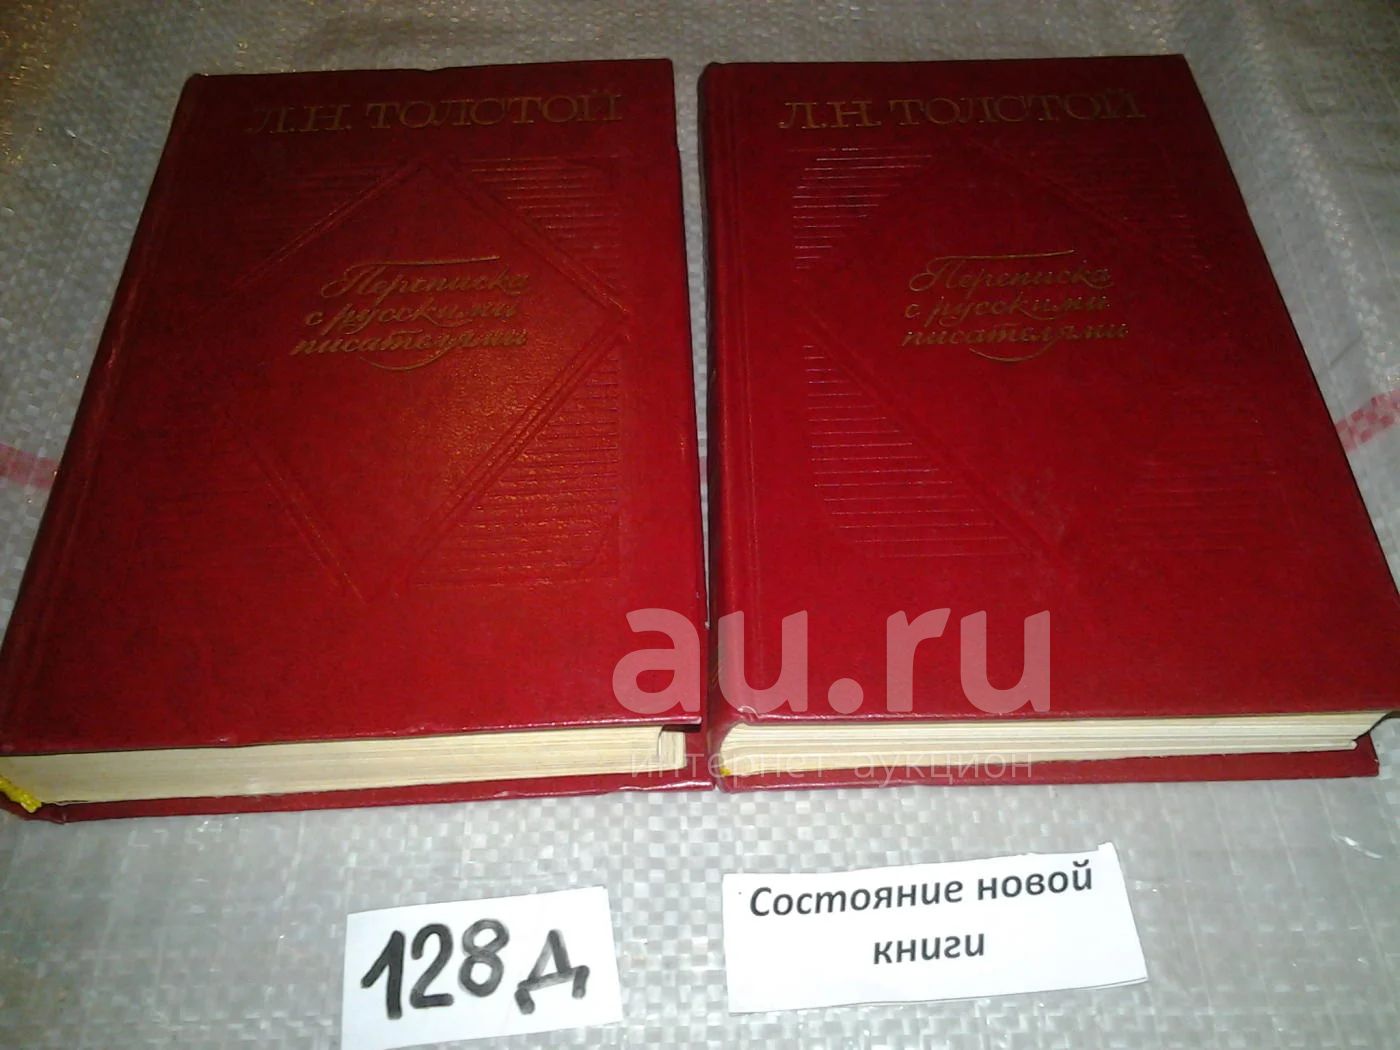 Л.Н. ТОЛСТОЙ
Переписка
с русскими
писателями
Л.Н. ТОЛСТОЙ
Переписка
с русскими
писателями
au.ru
интернет-аукцион
128Д
Состояние новой
книги